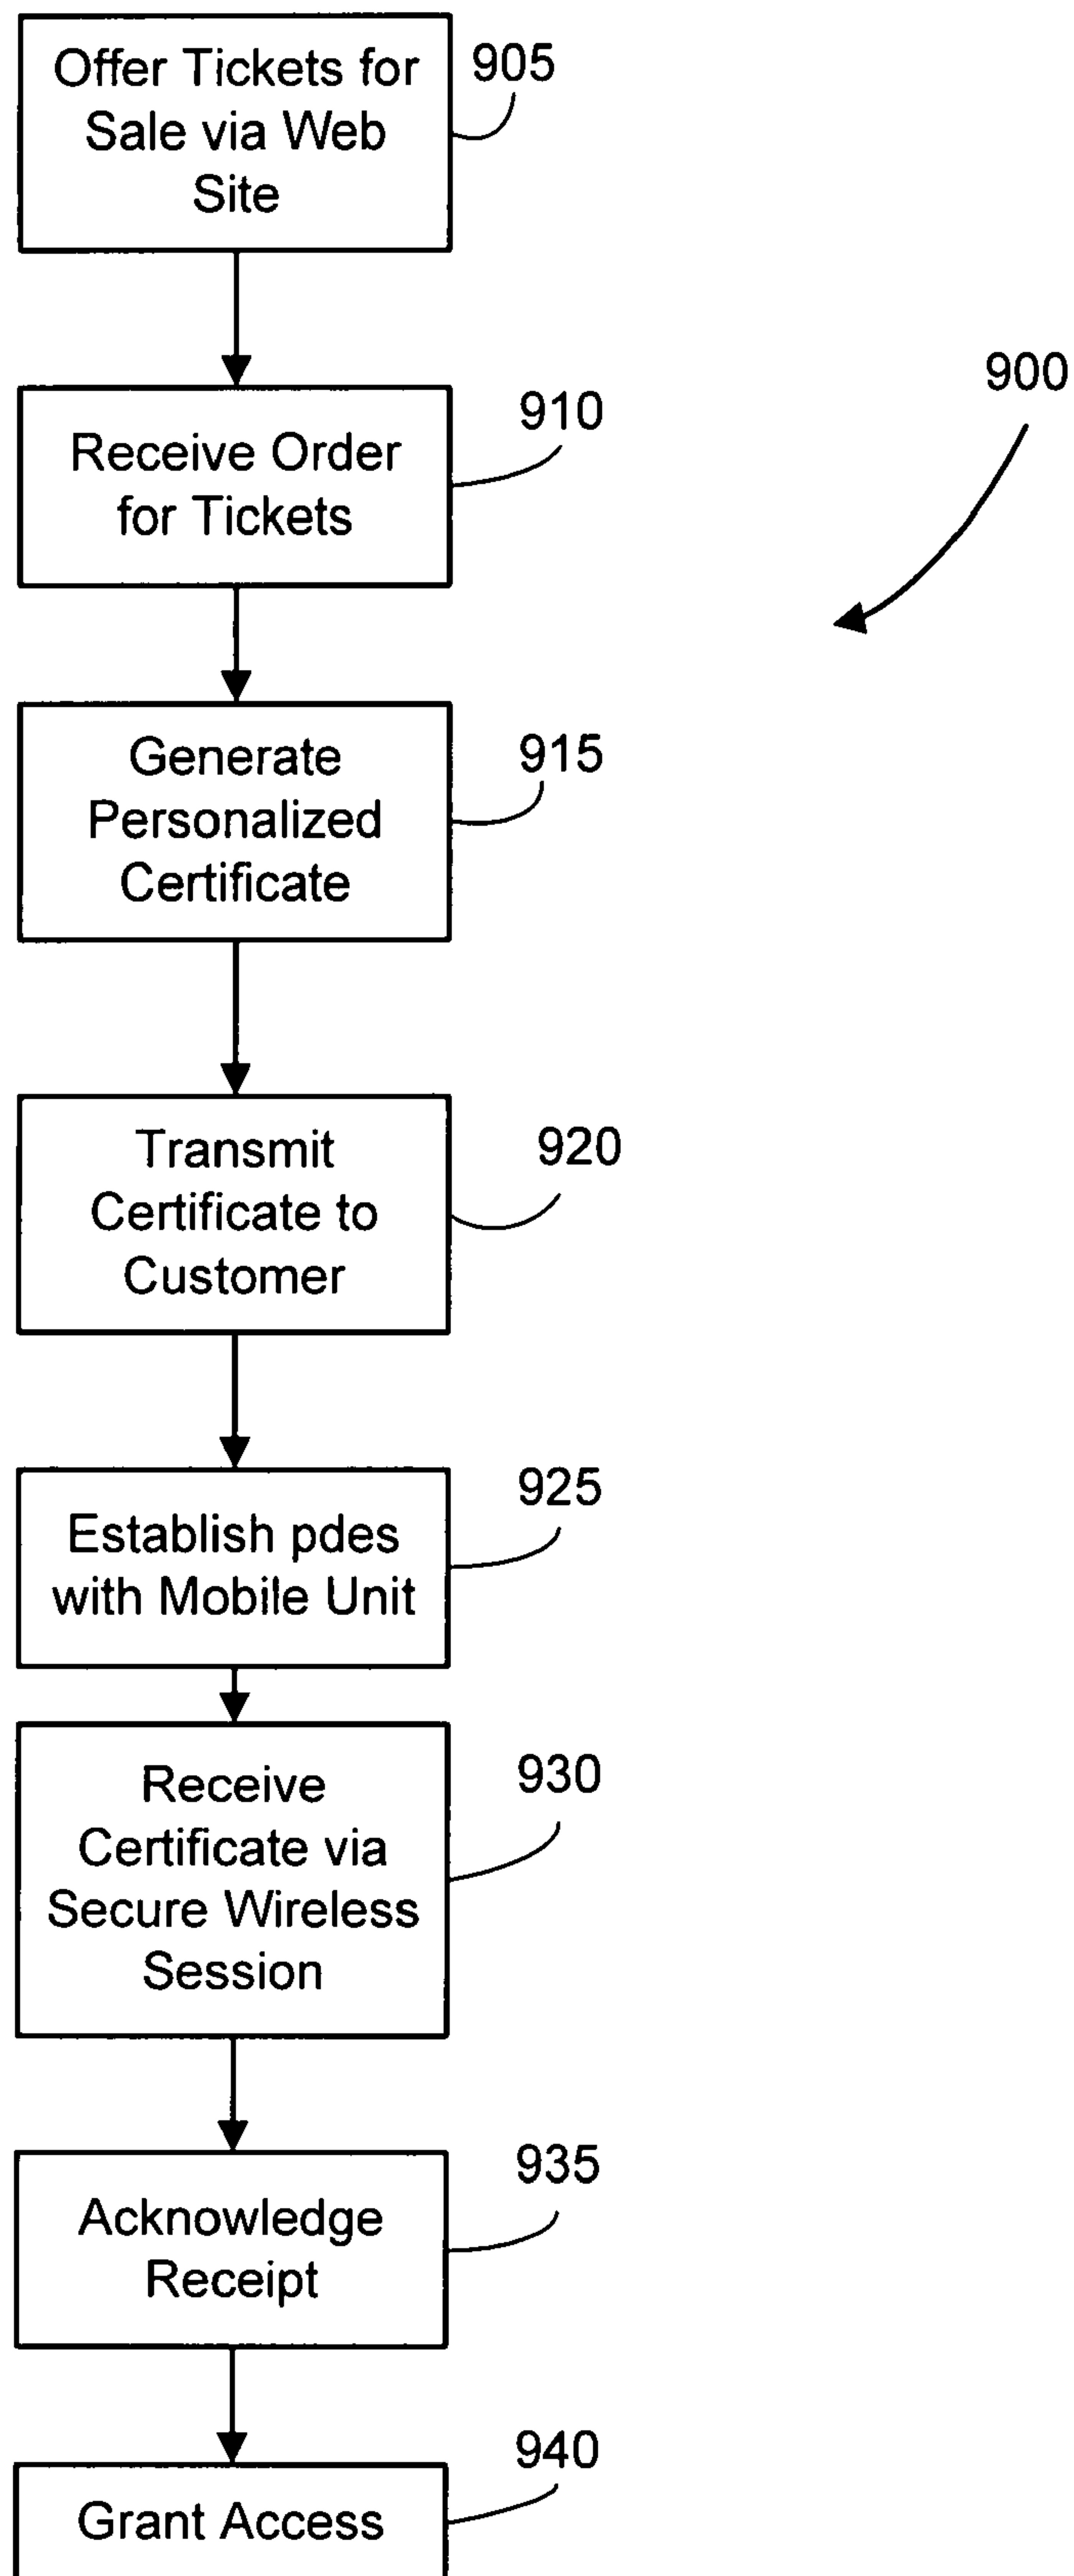 Offer Tickets for
Sale via Web
Site
905
900
Receive Order
for Tickets
910
Generate
Personalized
Certificate
915
Transmit
Certificate to
Customer
920
Establish pdes
with Mobile Unit
925
Receive
Certificate via
Secure Wireless
Session
930
Acknowledge
Receipt
935
Grant Access
940